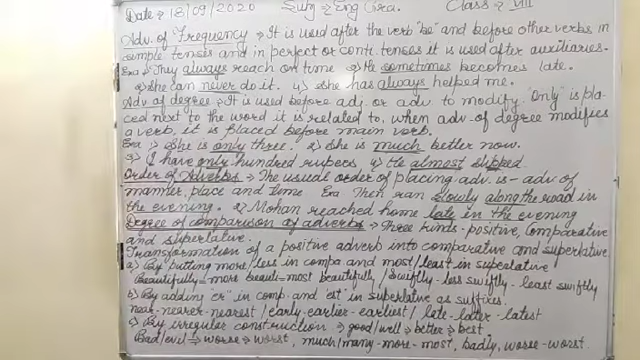 Date → 18/09/2020 Subj → Eng Gra. Class → VIII
Adv. of Frequency → It is used after the verb "be" and before other verbs in
simple tenses and in perfect or cont. tenses it is used after auxiliaries.
Exa → They always reach on time 2) He sometimes becomes late.
3) She can never do it. 4) She has always helped me.
Adv of degree → It is used before adj. or adv. to modify. "Only" is pla-
ced next to the word it is related to, when adv. of degree modifies
a verb, it is placed before main verb.
Exa :- 1) She is only three. 2) She is much better now.
3) I have only hundred rupees 4) He almost slipped.
Order of Adverbs → The usual order of placing adv. is - adv. of
manner, place and time Exa They ran slowly along the road in
the evening. 2) Mohan reached home late in the evening
Degree of comparison of adverbs → Three kinds - positive, comparative
and superlative.
Transformation of a positive adverb into comparative and superlative
a) By putting more/less in compa. and most/least in superlative
Beautifully = more beauti = most beautifully / swiftly - less swiftly - least swiftly
b) By adding "er" in comp. and "est" in superlative as suffixes.
near-nearer-nearest / early-earlier-earliest / late-later-latest
c) By irregular construction → good/well → better → best.
Bad/evil → worse → worst, much/many-more-most, badly, worse-worst.